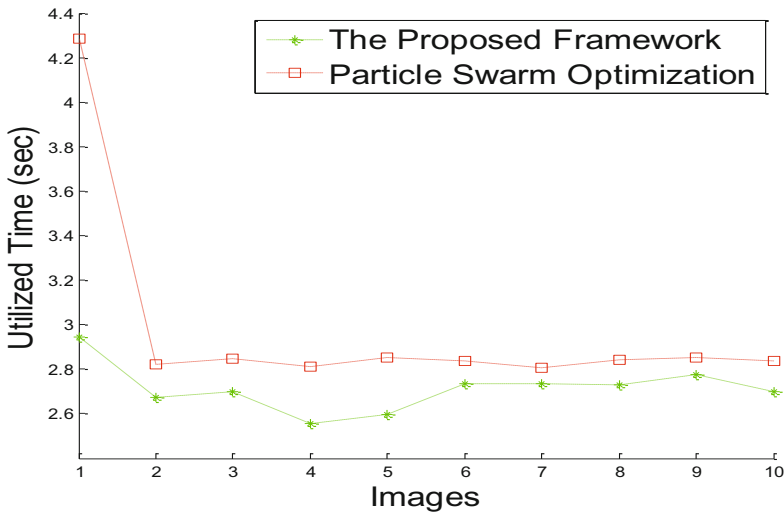 4.4
4.2
4
3.8
3.6
3.4
3.2
3
2.8
2.6
Utilized Time (sec)
The Proposed Framework
Particle Swarm Optimization
1 2 3 4 5 6 7 8 9 10
Images